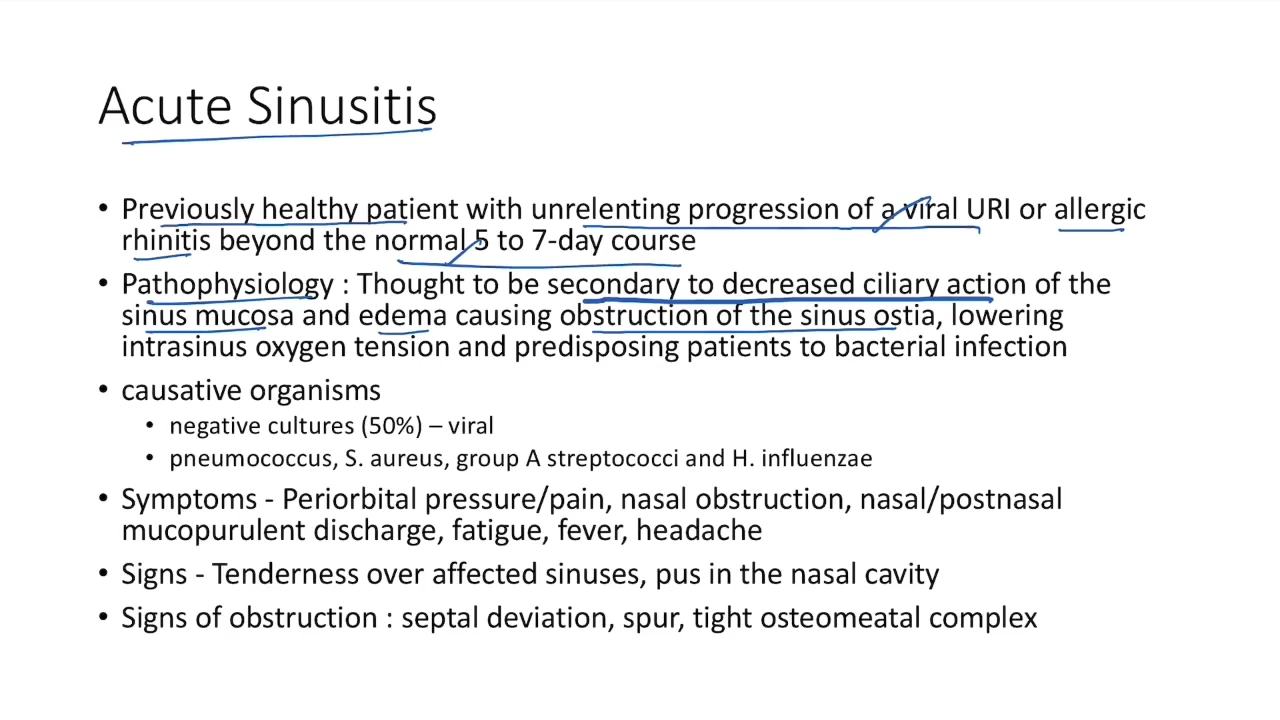 Acute Sinusitis
• Previously healthy patient with unrelenting progression of a viral URI or allergic
rhinitis beyond the normal 5 to 7-day course
• Pathophysiology : Thought to be secondary to decreased ciliary action of the
sinus mucosa and edema causing obstruction of the sinus ostia, lowering
intrasinus oxygen tension and predisposing patients to bacterial infection
• causative organisms
• negative cultures (50%) – viral
• pneumococcus, S. aureus, group A streptococci and H. influenzae
• Symptoms - Periorbital pressure/pain, nasal obstruction, nasal/postnasal
mucopurulent discharge, fatigue, fever, headache
• Signs - Tenderness over affected sinuses, pus in the nasal cavity
• Signs of obstruction : septal deviation, spur, tight osteomeatal complex